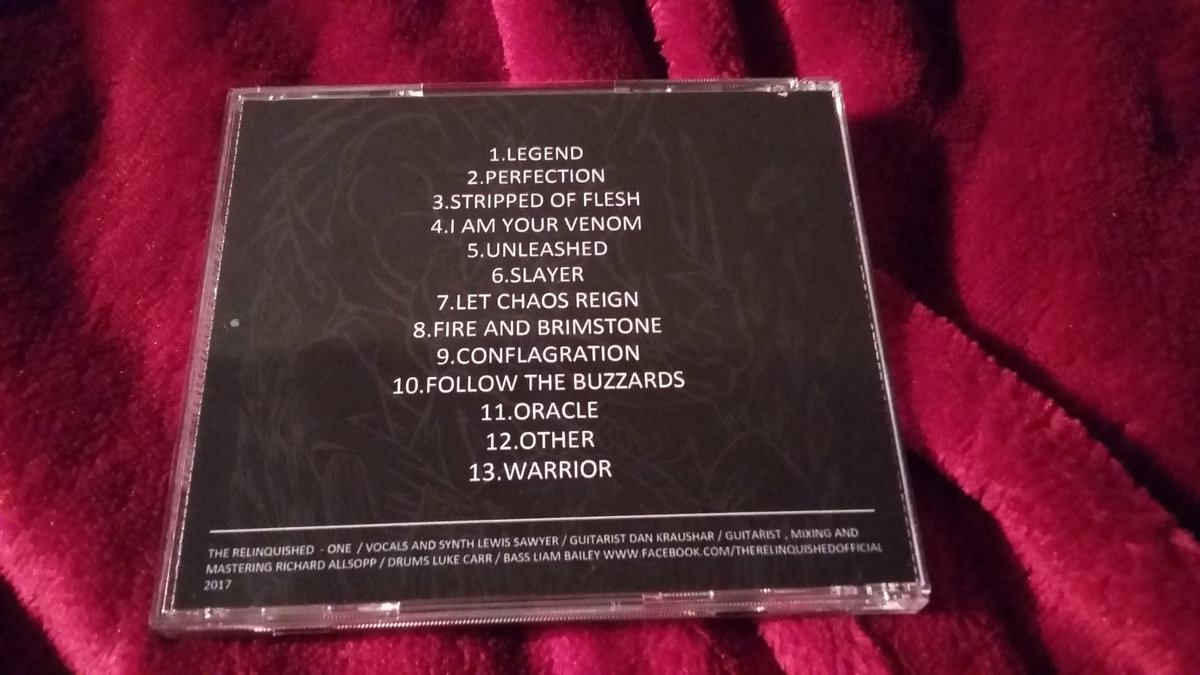 1.LEGEND
2.PERFECTION
3.STRIPPED OF FLESH
4.I AM YOUR VENOM
5.UNLEASHED
6.SLAYER
7.LET CHAOS REIGN
8.FIRE AND BRIMSTONE
9.CONFLAGRATION
10.FOLLOW THE BUZZARDS
11.ORACLE
12.OTHER
13.WARRIOR
THE RELINQUISHED - ONE / VOCALS AND SYNTH LEWIS SAWYER / GUITARIST DAN KRAUSHAR / GUITARIST , MIXING AND
MASTERING RICHARD ALLSOPP / DRUMS LUKE CARR / BASS LIAM BAILEY WWW.FACEBOOK.COM/THERELINQUISHEDOFFICIAL
2017